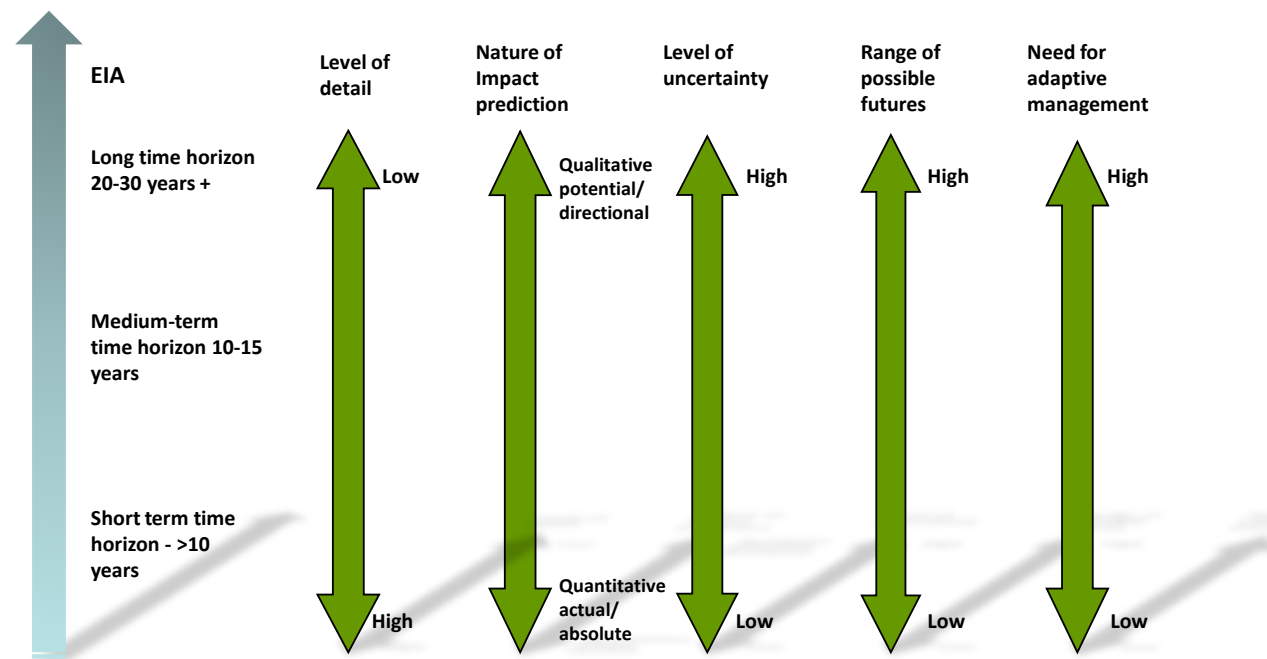 EIA
Level of
detail
Nature of
Impact
prediction
Level of
uncertainty
Range of
possible
futures
Need for
adaptive
management
Long time horizon
20-30 years +
Low
Qualitative
potential/
directional
High
High
High
Medium-term
time horizon 10-15
years
Short term time
horizon - >10
years
High
Quantitative
actual/
absolute
Low
Low
Low